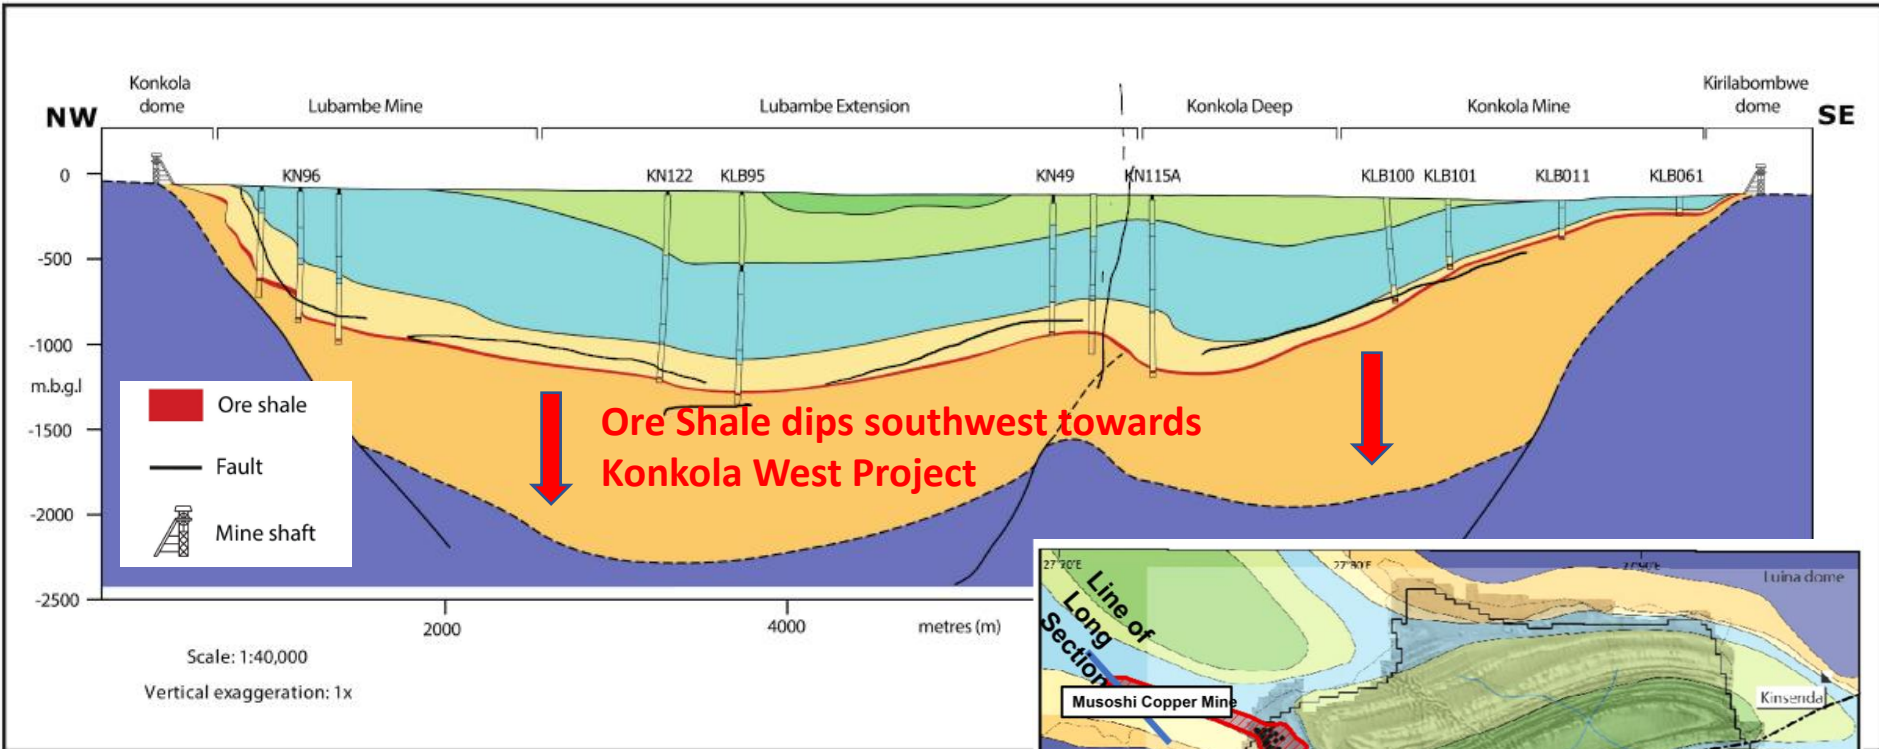 Konkola
dome
Lubambe Mine
Lubambe Extension
Konkola Deep
Konkola Mine
Kirilabombwe
dome
NW
SE
0
KN96
KN122
KLB95
KN49
KN115A
KLB100
KLB101
KLB011
KLB061
-500
-1000
m.b.g.l
-1500
-2000
-2500
Ore shale
Fault
Mine shaft
Ore Shale dips southwest towards
Konkola West Project
2000
4000
metres (m)
Scale: 1:40,000
Vertical exaggeration: 1x
Luina dome
Line of
Long
Section
Musoshi Copper Mine
Kinsenda